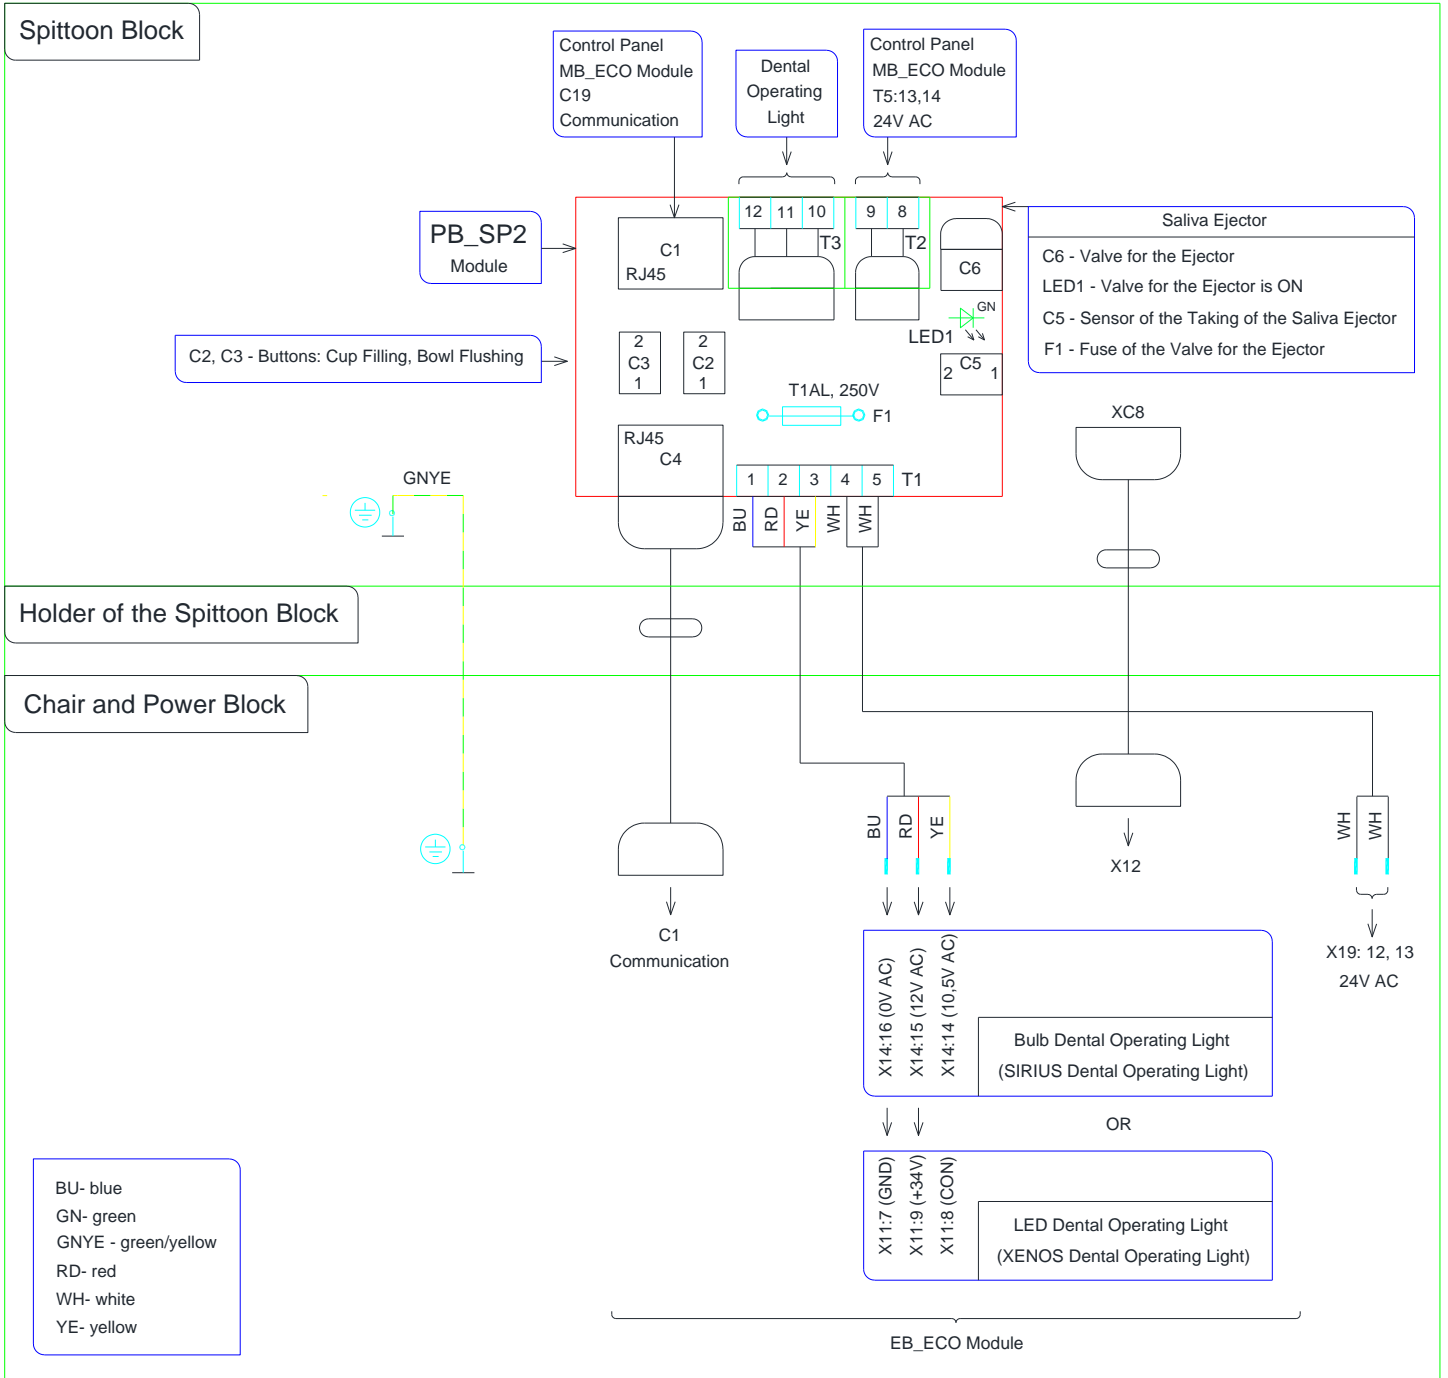 Spittoon Block
Control Panel
MB_ECO Module
C19
Communication
Dental
Operating
Light
Control Panel
MB_ECO Module
T5:13,14
24V AC
PB_SP2
Module
C1
RJ45
12 11 10
T3
9 8
T2
C6
GN
LED1
C5
2 1
Saliva Ejector
C6 - Valve for the Ejector
LED1 - Valve for the Ejector is ON
C5 - Sensor of the Taking of the Saliva Ejector
F1 - Fuse of the Valve for the Ejector
C2, C3 - Buttons: Cup Filling, Bowl Flushing
2
C3
1
2
C2
1
T1AL, 250V
F1
RJ45
C4
1 2 3 4 5 T1
BU
RD
YE
WH
WH
XC8
GNYE
Holder of the Spittoon Block
Chair and Power Block
BU
RD
YE
WH
WH
X12
C1
Communication
X19: 12, 13
24V AC
X14:16 (0V AC)
X14:15 (12V AC)
X14:14 (10,5V AC)
Bulb Dental Operating Light
(SIRIUS Dental Operating Light)
OR
X11:7 (GND)
X11:9 (+34V)
X11:8 (CON)
LED Dental Operating Light
(XENOS Dental Operating Light)
EB_ECO Module
BU- blue
GN- green
GNYE - green/yellow
RD- red
WH- white
YE- yellow